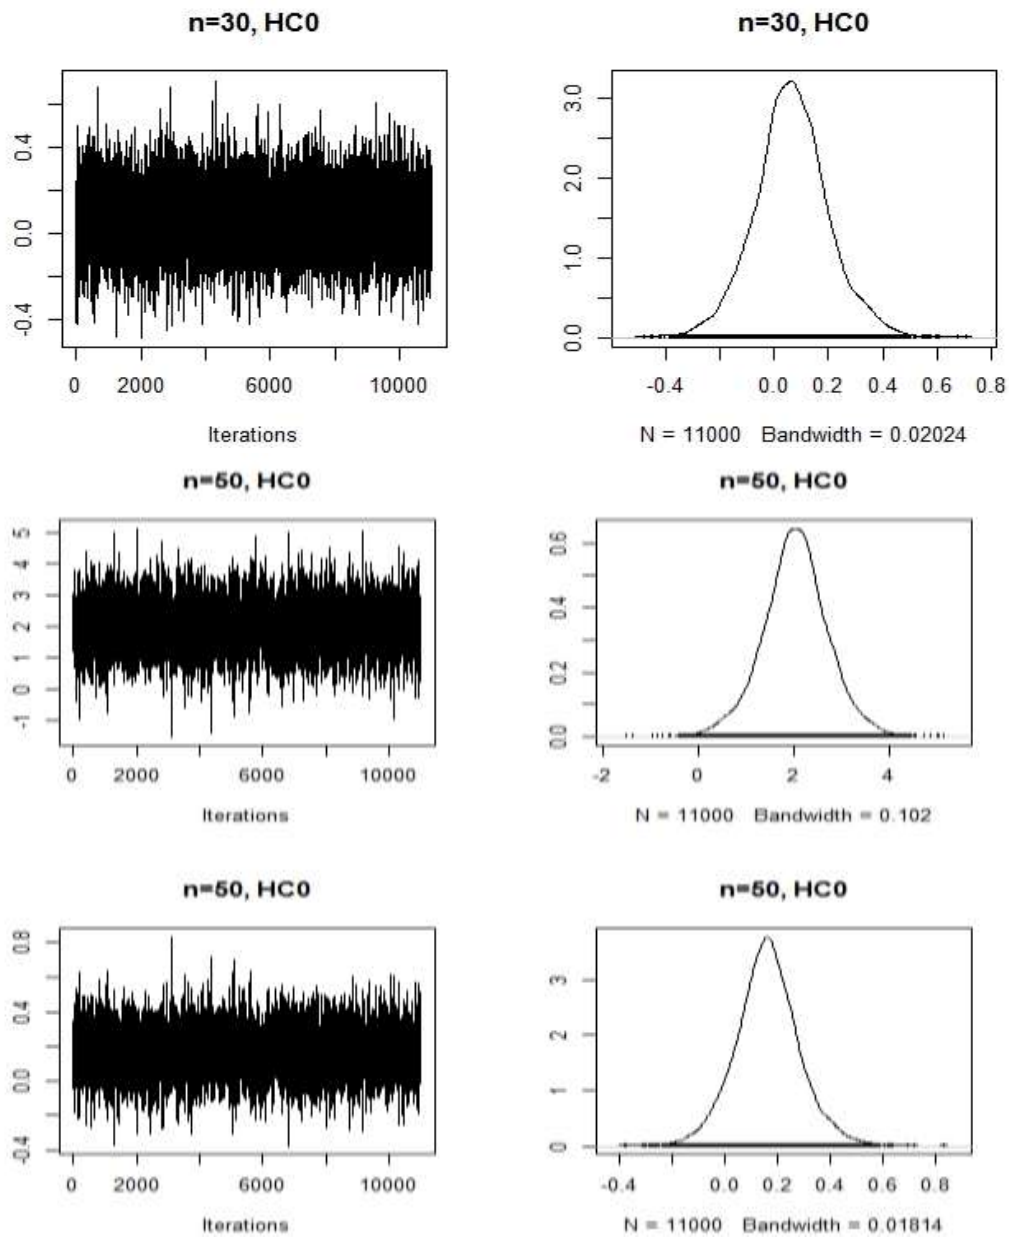 n=30, HC0 n=30, HC0
0.4
0.0
-0.4
0 2000 6000 10000
Iterations
3.0
2.0
1.0
0.0
-0.4 0.0 0.2 0.4 0.6 0.8
N = 11000 Bandwidth = 0.02024
n=50, HC0 n=50, HC0
5
4
3
2
1
0
-1
0 2000 6000 10000
Iterations
0.6
0.4
0.2
0.0
-2 0 2 4
N = 11000 Bandwidth = 0.102
n=50, HC0 n=50, HC0
0.8
0.4
0.0
-0.4
0 2000 6000 10000
Iterations
3
2
1
0
-0.4 0.0 0.2 0.4 0.6 0.8
N = 11000 Bandwidth = 0.01814